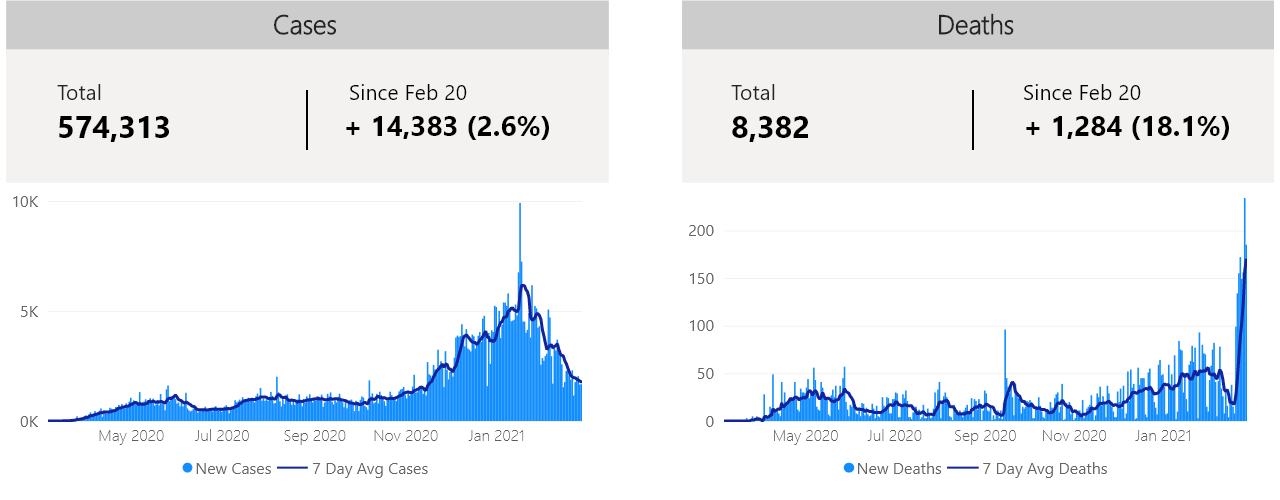 Cases
Total
574,313
Since Feb 20
+ 14,383 (2.6%)
10K
5K
0K
May 2020 Jul 2020 Sep 2020 Nov 2020 Jan 2021
New Cases 7 Day Avg Cases
Deaths
Total
8,382
Since Feb 20
+ 1,284 (18.1%)
200
150
100
50
0
May 2020 Jul 2020 Sep 2020 Nov 2020 Jan 2021
New Deaths 7 Day Avg Deaths